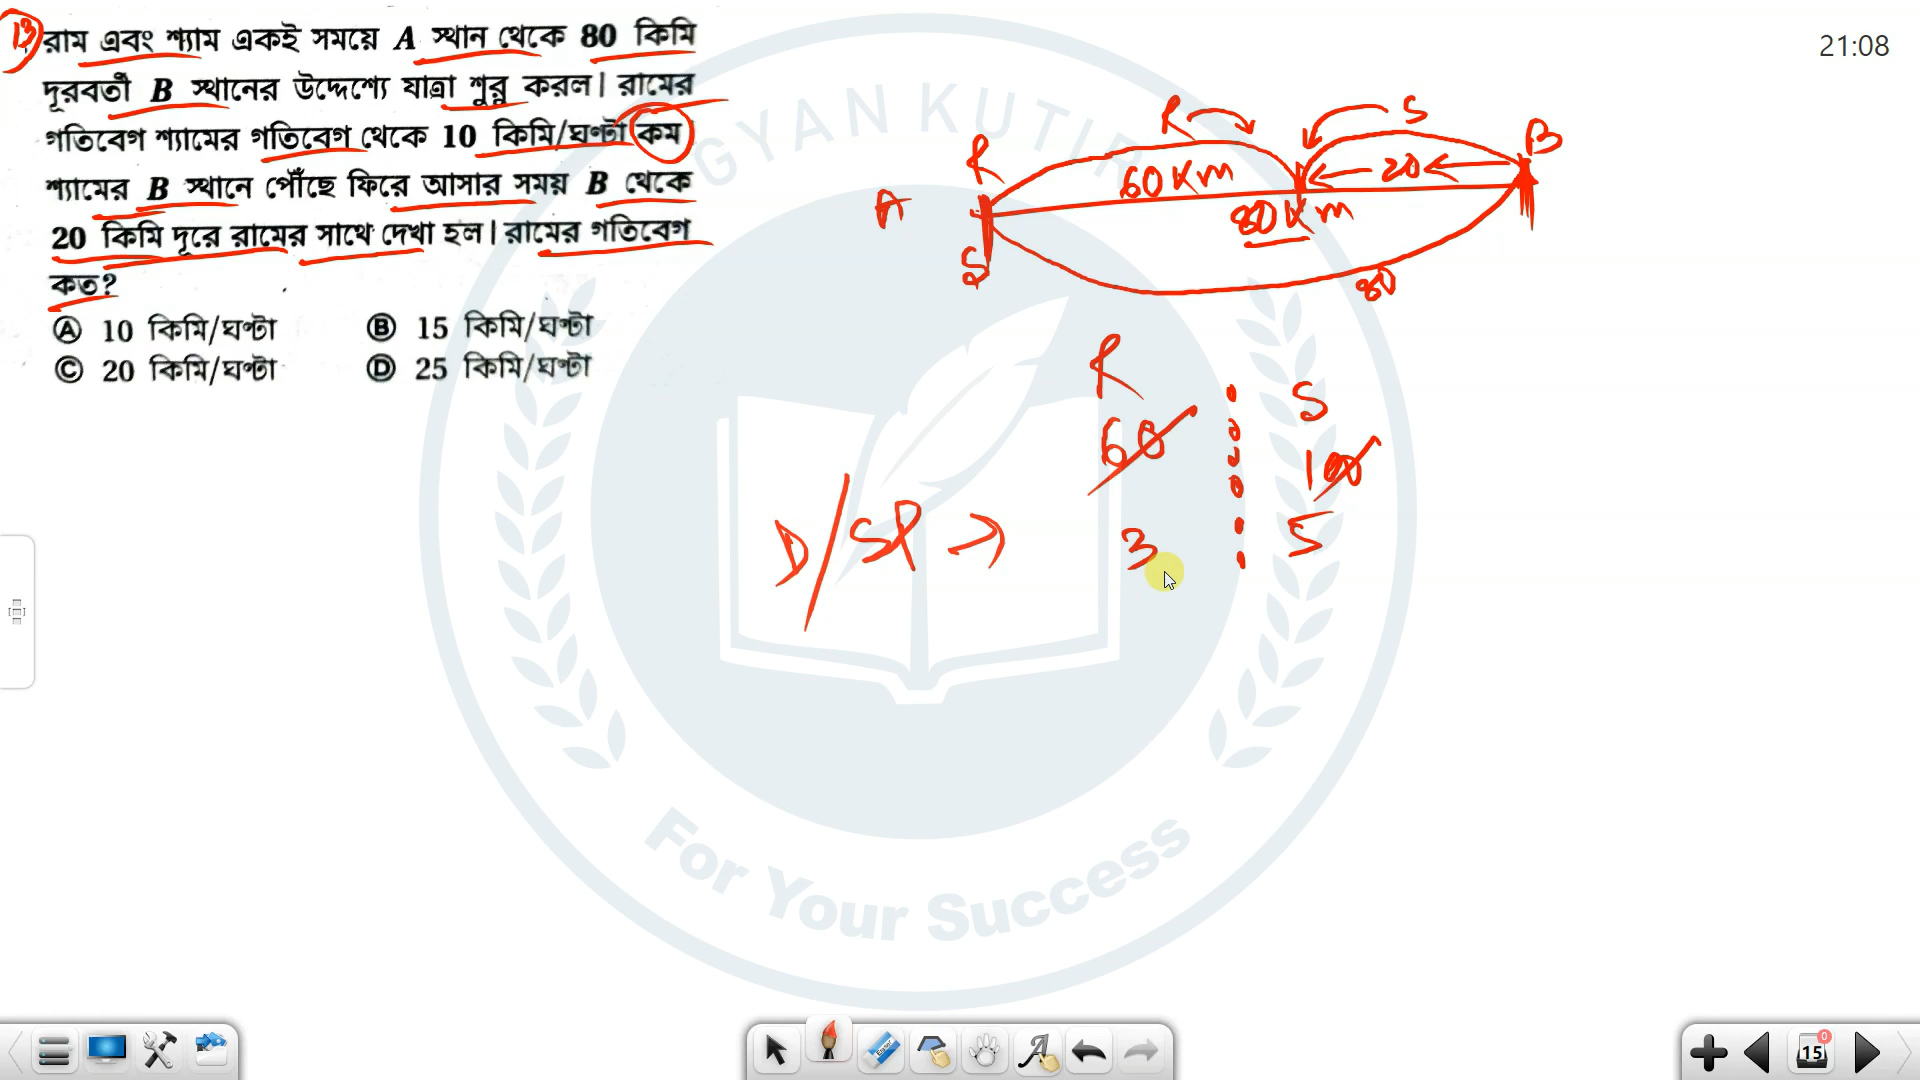 13
রাম এবং শ্যাম একই সময়ে A স্থান থেকে 80 কিমি
দূরবর্তী B স্থানের উদ্দেশ্যে যাত্রা শুরু করল। রামের
গতিবেগ শ্যামের গতিবেগ থেকে 10 কিমি/ঘণ্টা কম
শ্যামের B স্থানে পৌঁছে ফিরে আসার সময় B থেকে
20 কিমি দূরে রামের সাথে দেখা হল। রামের গতিবেগ
কত?
Ⓐ 10 কিমি/ঘণ্টা Ⓑ 15 কিমি/ঘণ্টা
Ⓒ 20 কিমি/ঘণ্টা Ⓓ 25 কিমি/ঘণ্টা
21:08
R S
R B
60 Km 20
A 80 Km
S 80
R S
60 100
D/SP → 3 5
GYAN KUTIR
For Your Success
15
0